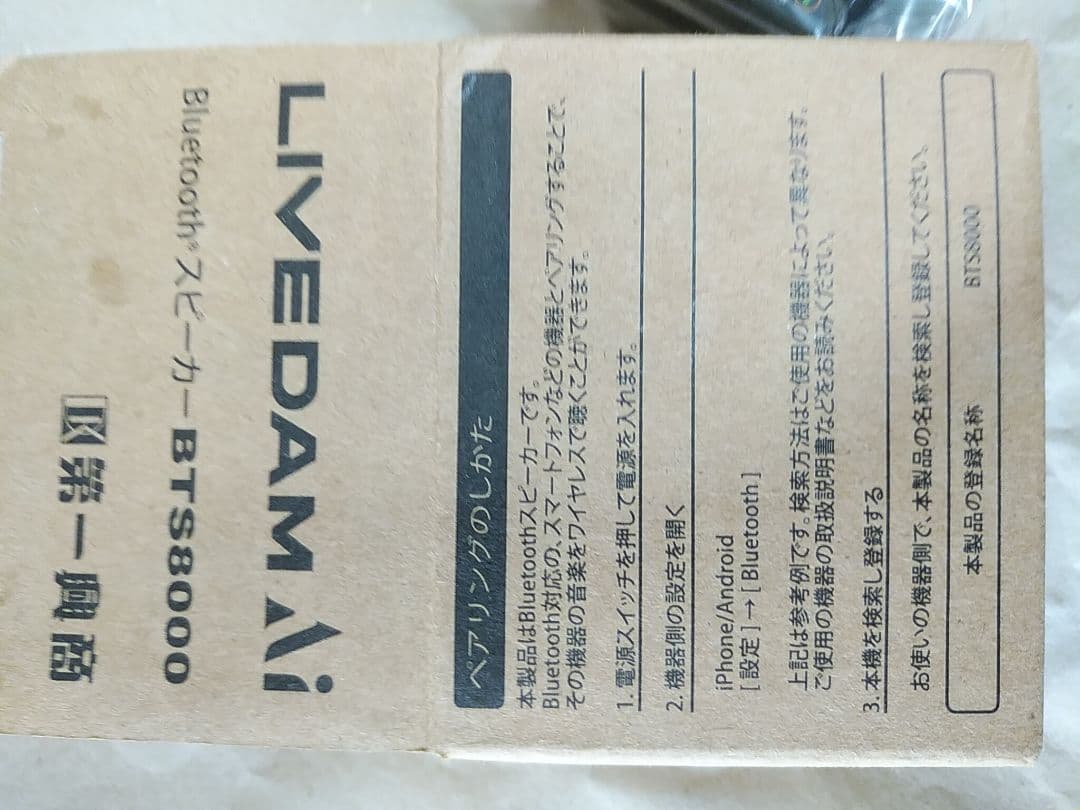 DK 第一興商
Bluetooth®スピーカー BTS8000
LIVEDAM Ai
ペアリングのしかた
本製品はBluetoothスピーカーです。
Bluetooth対応の、スマートフォンなどの機器とペアリングすることで、
その機器の音楽をワイヤレスで聴くことができます。
1. 電源スイッチを押して電源を入れます。
2. 機器側の設定を開く
iPhone/Android
[ 設定 ] → [ Bluetooth ]
上記は参考例です。検索方法はご使用の機器によって異なります。
ご使用の機器の取扱説明書などをお読みください。
3. 本機を検索し登録する
お使いの機器側で、本製品の名称を検索し登録してください。
本製品の登録名称 BTS8000